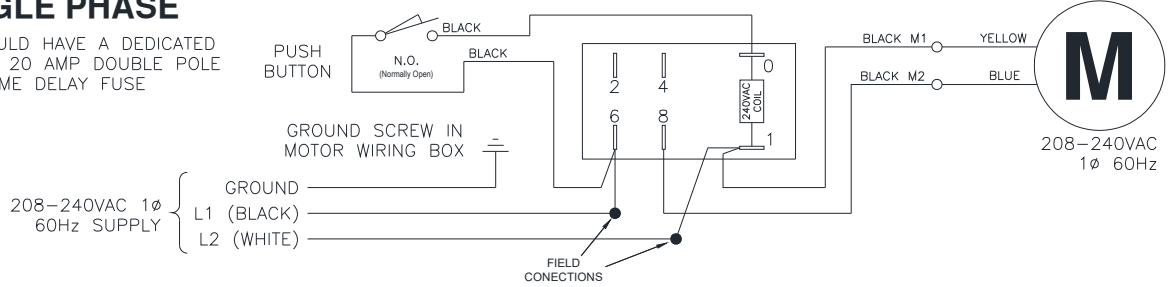 GLE PHASE
ULD HAVE A DEDICATED
20 AMP DOUBLE POLE
ME DELAY FUSE
PUSH
BUTTON
BLACK
BLACK
N.O.
(Normally Open)
2
4
0
6
8
240VAC
COIL
1
BLACK M1
YELLOW
BLACK M2
BLUE
M
208-240VAC
1ø 60Hz
GROUND SCREW IN
MOTOR WIRING BOX
208-240VAC 1ø
60Hz SUPPLY
GROUND
L1 (BLACK)
L2 (WHITE)
FIELD
CONECTIONS